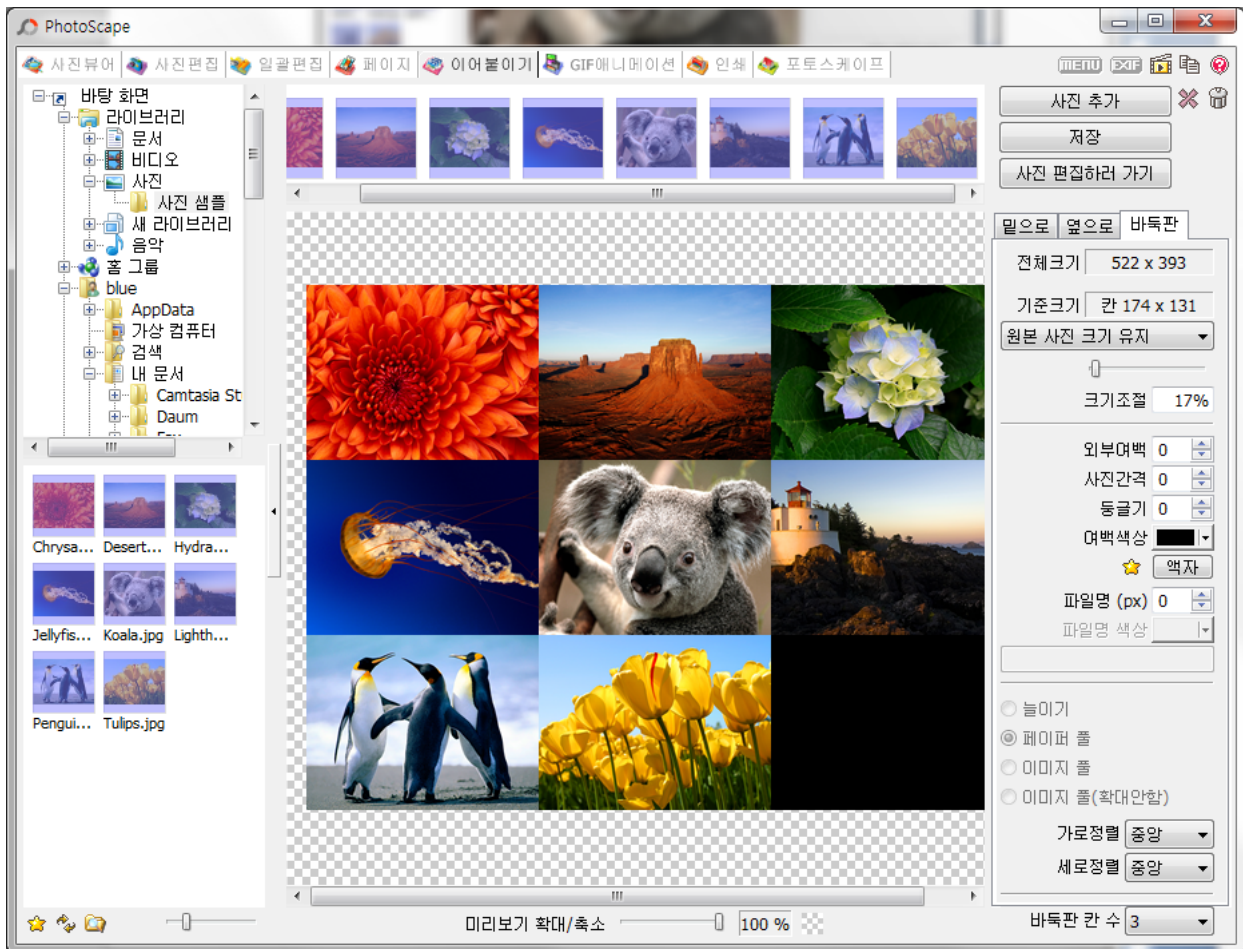 PhotoScape
사진뷰어 사진편집 일괄편집 페이지 이어붙이기 GIF애니메이션 인쇄 포토스케이프
MENU EXIF
바탕 화면
라이브러리
문서
비디오
사진
사진 샘플
새 라이브러리
음악
홈 그룹
blue
AppData
가상 컴퓨터
검색
내 문서
Camtasia St
Daum
Chrysa... Desert... Hydra...
Jellyfis... Koala.jpg Lighth...
Pengui... Tulips.jpg
미리보기 확대/축소 100 %
사진 추가
저장
사진 편집하러 가기
밑으로 옆으로 바둑판
전체크기 522 x 393
기준크기 칸 174 x 131
원본 사진 크기 유지
크기조절 17%
외부여백 0
사진간격 0
둥글기 0
여백색상
액자
파일명 (px) 0
파일명 색상
늘이기
페이퍼 풀
이미지 풀
이미지 풀(확대안함)
가로정렬 중앙
세로정렬 중앙
바둑판 칸 수 3